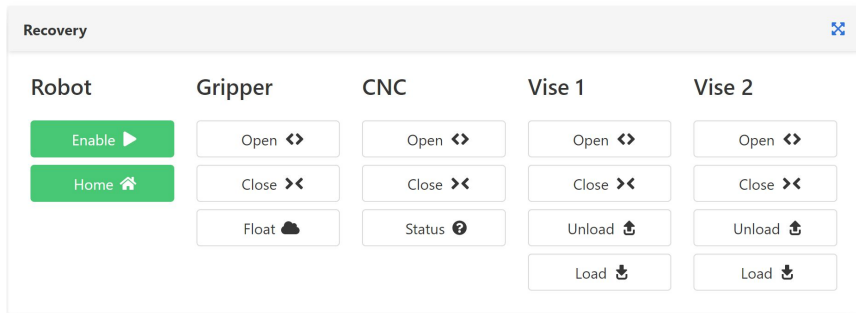 Recovery
Robot Gripper CNC Vise 1 Vise 2
Enable Open Open Open Open
Home Close Close Close Close
Float Status Unload Unload
Load Load